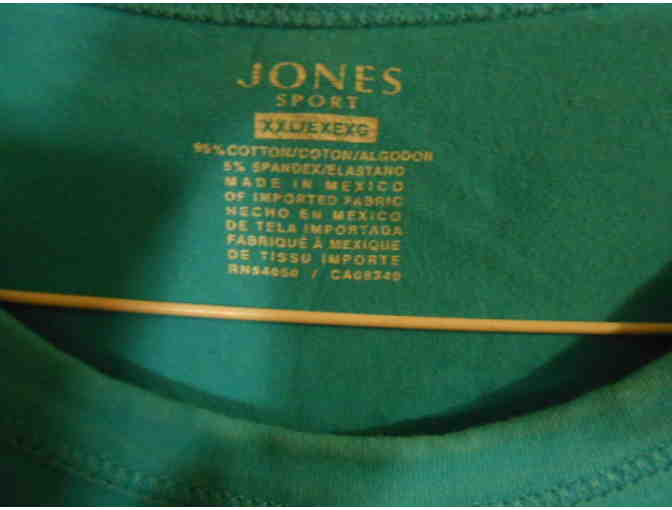 JONES
SPORT
XXL/EXEXG
95% COTTON/COTON/ALGODON
5% SPANDEX/ELASTANO
MADE IN MEXICO
OF IMPORTED FABRIC
HECHO EN MEXICO
DE TELA IMPORTADA
FABRIQUÉ À MEXIQUE
DE TISSU IMPORTE
RN54050 / CA08340